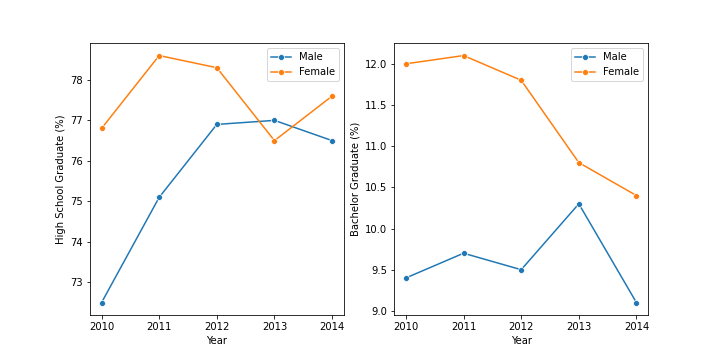 Male
Female
78
77
76
75
74
73
High School Graduate (%)
2010 2011 2012 2013 2014
Year
Male
Female
12.0
11.5
11.0
10.5
10.0
9.5
9.0
Bachelor Graduate (%)
2010 2011 2012 2013 2014
Year